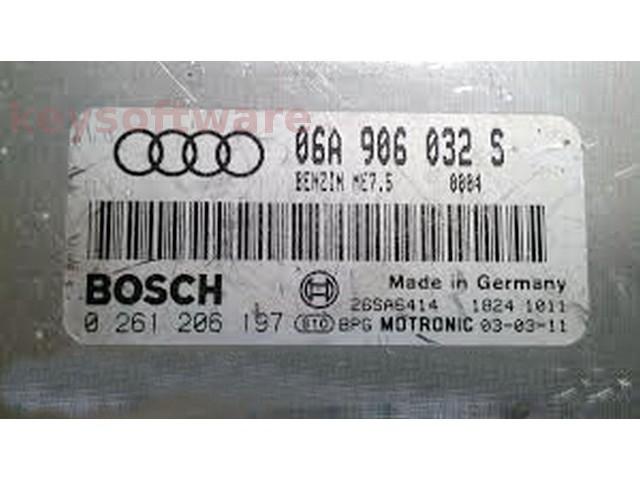 keysoftware
06A 906 032 S
BENZIN ME7.5 0004
BOSCH
Made in Germany
26SA6414 1824 1011
0 261 206 197 ETC BPG MOTRONIC 03-03-11